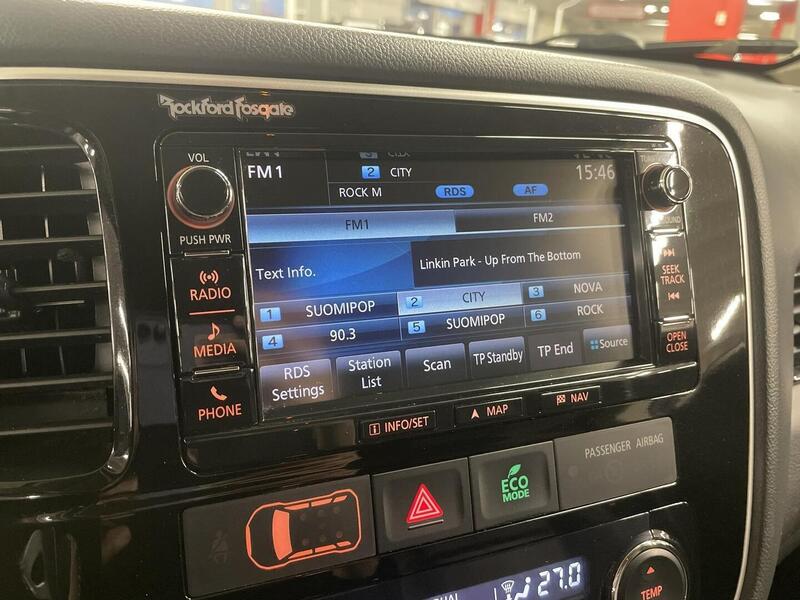 Rockford Fosgate
VOL
PUSH PWR
FM1
2 CITY
15:46
ROCK M RDS AF
FM1 FM2
Text Info.
Linkin Park - Up From The Bottom
1 SUOMIPOP 2 CITY 3 NOVA
4 90.3 5 SUOMIPOP 6 ROCK
RDS Settings Station List Scan TP Standby TP End Source
RADIO
MEDIA
PHONE
SEEK
TRACK
OPEN
CLOSE
INFO/SET MAP NAV
ECO
MODE
PASSENGER AIRBAG
27.0
TEMP